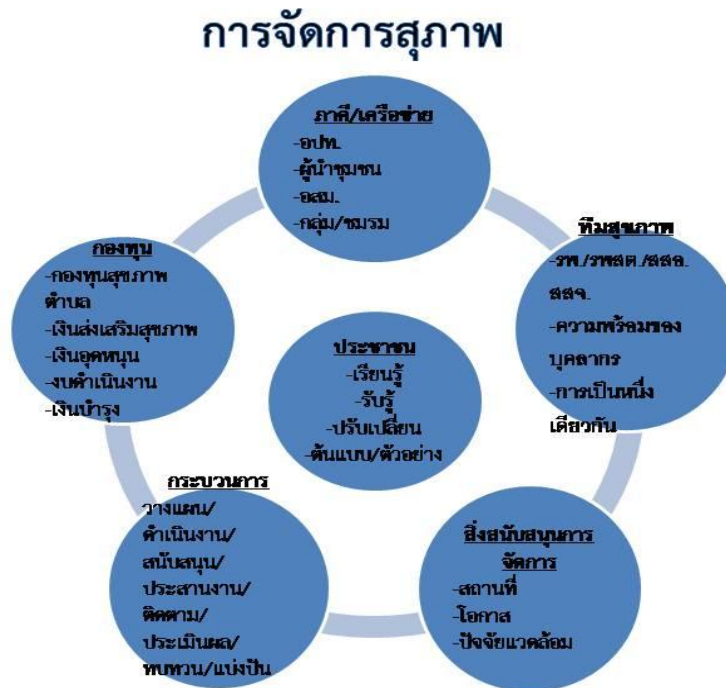 การจัดการสุภาพ
ภาคี/เครือข่าย
-อปท.
-ผู้นำชุมชน
-อสม.
-กลุ่ม/ชมรม
ทีมสุขภาพ
-รพ./รพสต./สสอ.
สสจ.
-ความพร้อมของ
บุคลากร
-การเป็นหนึ่ง
เดียวกัน
สิ่งสนับสนุนการ
จัดการ
-สถานที่
-โอกาส
-ปัจจัยแวดล้อม
กระบวนการ
วางแผน/
ดำเนินงาน/
สนับสนุน/
ประสานงาน/
ติดตาม/
ประเมินผล/
ทบทวน/แบ่งปัน
กองทุน
-กองทุนสุขภาพ
ตำบล
-เงินส่งเสริมสุขภาพ
-เงินอุดหนุน
-งบดำเนินงาน
-เงินบำรุง
ประชาชน
-เรียนรู้
-รับรู้
-ปรับเปลี่ยน
-ต้นแบบ/ตัวอย่าง